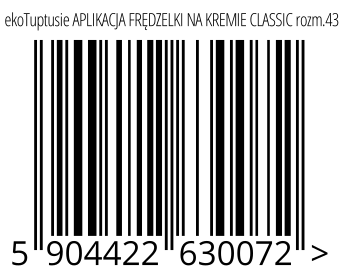 ekoTuptusie APLIKACJA FRĘDZELKI NA KREMIE CLASSIC rozm.43
5 904422 630072 >